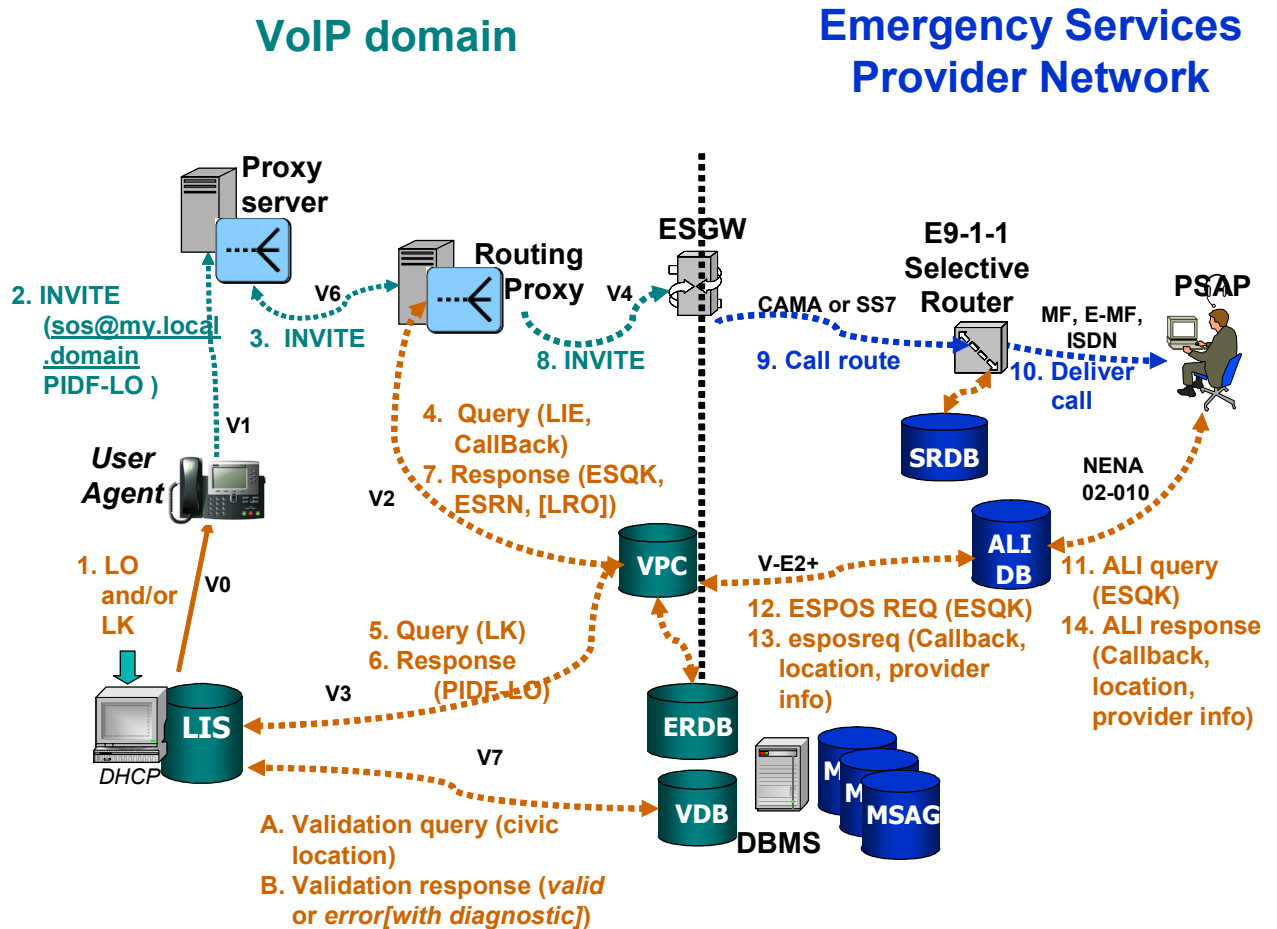 VoIP domain
Emergency Services
Provider Network
Proxy
server
Routing
Proxy
ESGW
E9-1-1
Selective
Router
PSAP
2. INVITE
(sos@my.local
.domain
PIDF-LO )
V6
3. INVITE
V4
8. INVITE
CAMA or SS7
9. Call route
MF, E-MF,
ISDN
10. Deliver
call
V1
User
Agent
4. Query (LIE,
CallBack)
7. Response (ESQK,
ESRN, [LRO])
V2
SRDB
NENA
02-010
1. LO
and/or
LK
V0
VPC
V-E2+
ALI
DB
11. ALI query
(ESQK)
14. ALI response
(Callback,
location,
provider info)
12. ESPOS REQ (ESQK)
13. esposreq (Callback,
location, provider
info)
5. Query (LK)
6. Response
(PIDF-LO)
V3
LIS
DHCP
V7
ERDB
VDB
DBMS
M
M
MSAG
A. Validation query (civic
location)
B. Validation response (valid
or error[with diagnostic])